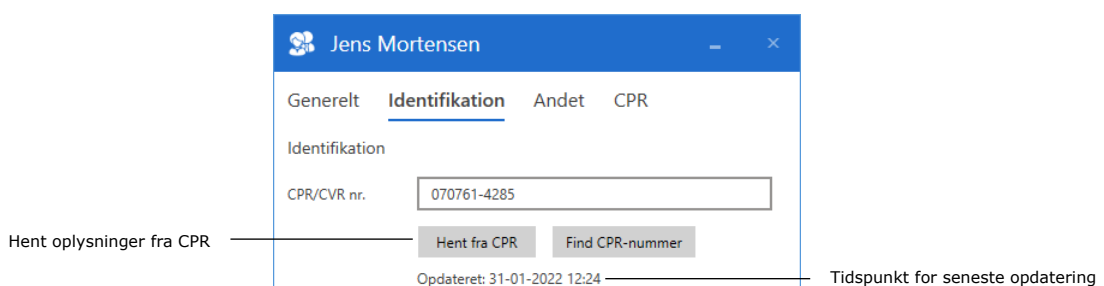 Jens Mortensen
Generelt Identifikation Andet CPR
Identifikation
CPR/CVR nr. 070761-4285
Hent oplysninger fra CPR Hent fra CPR Find CPR-nummer
Opdateret: 31-01-2022 12:24 Tidspunkt for seneste opdatering